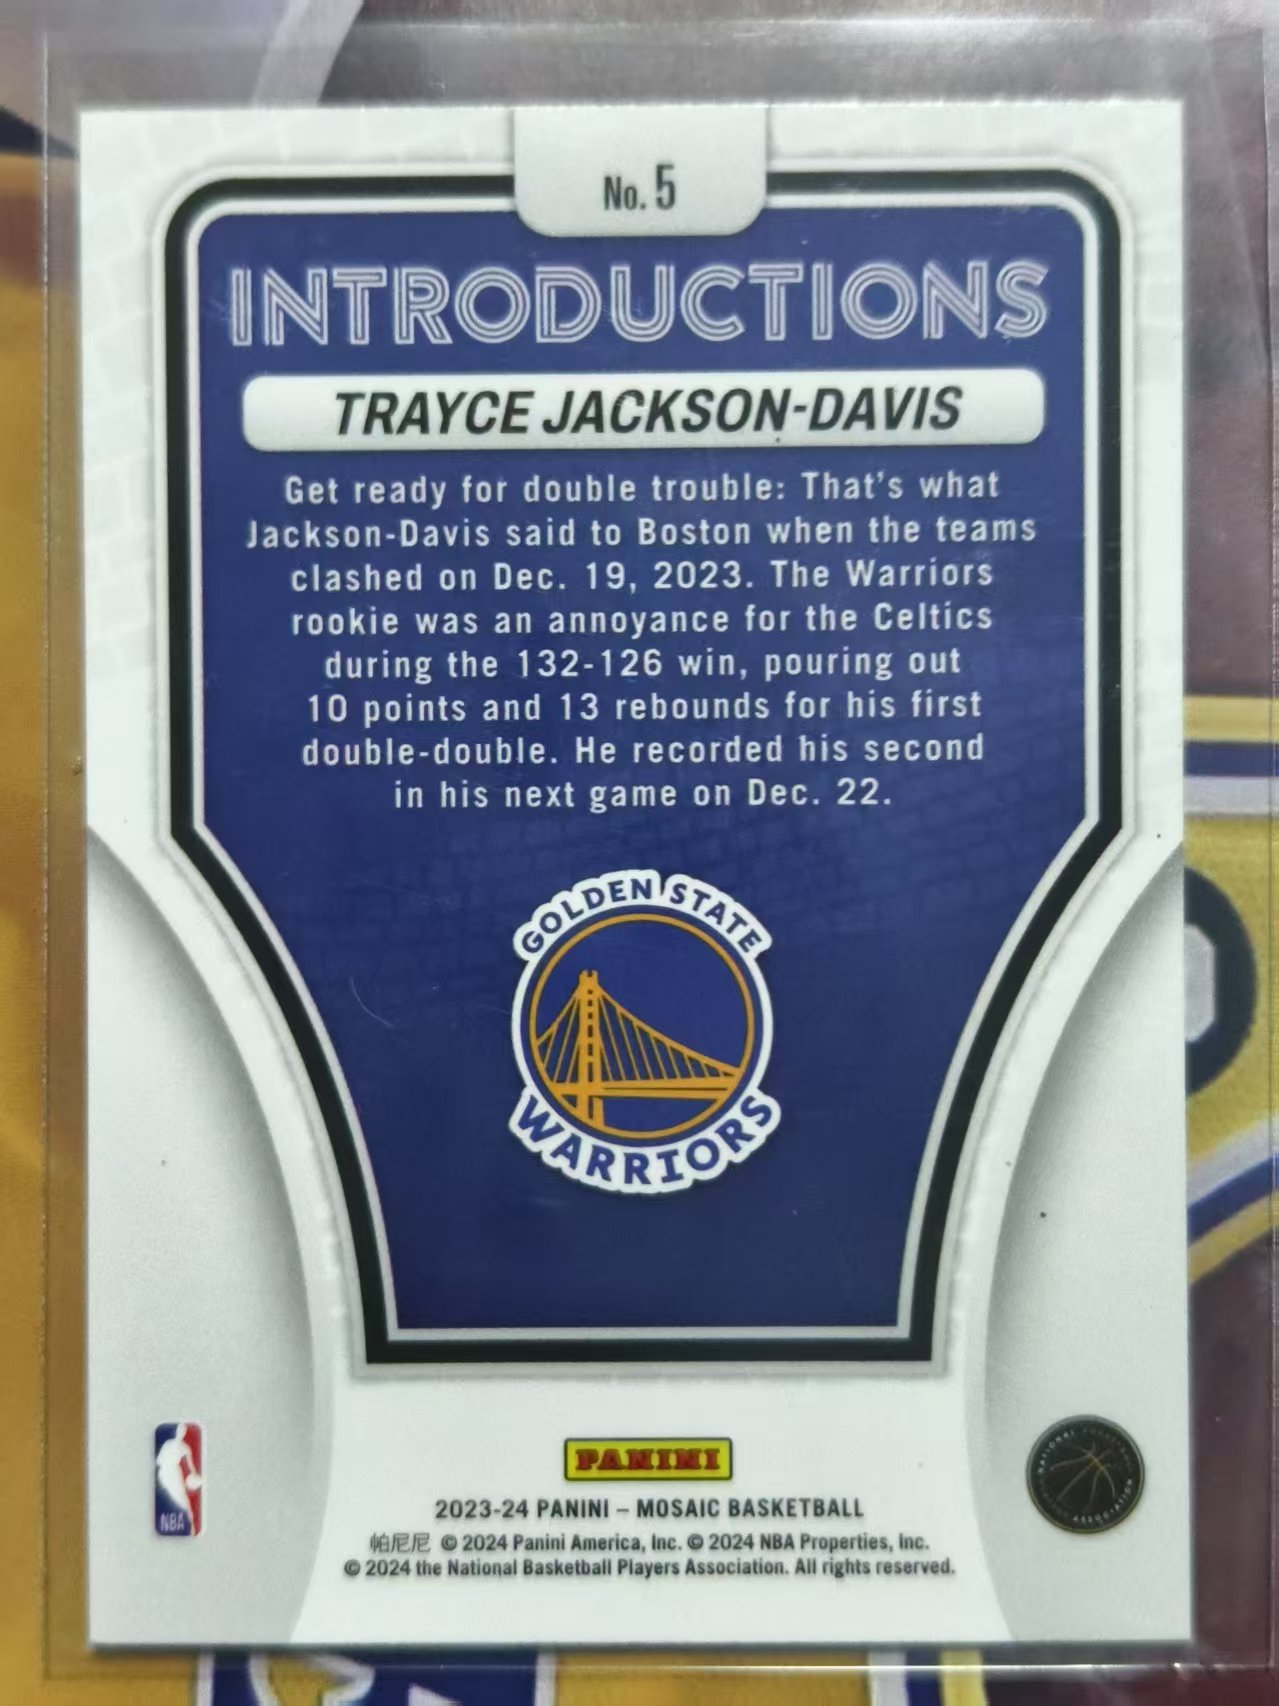 No. 5
INTRODUCTIONS
TRAYCE JACKSON-DAVIS
Get ready for double trouble: That's what
Jackson-Davis said to Boston when the teams
clashed on Dec. 19, 2023. The Warriors
rookie was an annoyance for the Celtics
during the 132-126 win, pouring out
10 points and 13 rebounds for his first
double-double. He recorded his second
in his next game on Dec. 22.
GOLDEN STATE
WARRIORS
NBA
PANINI
NATIONAL
ASSOCIATION
2023-24 PANINI – MOSAIC BASKETBALL
帕尼尼 © 2024 Panini America, Inc. © 2024 NBA Properties, Inc.
© 2024 the National Basketball Players Association. All rights reserved.